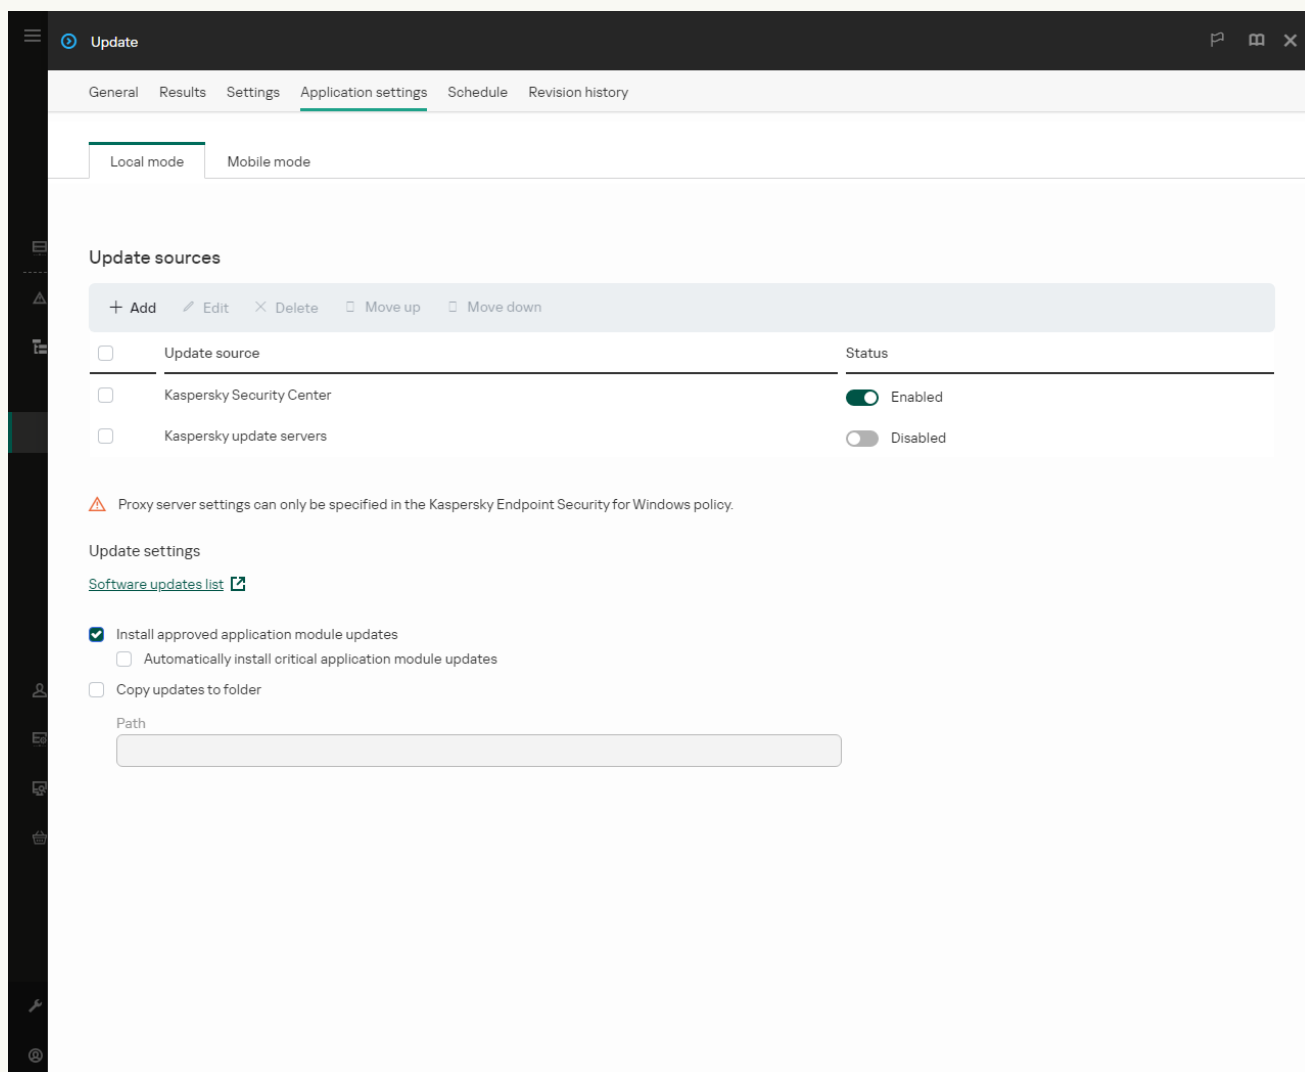 Update
General Results Settings Application settings Schedule Revision history
Local mode Mobile mode
Update sources
Add Edit Delete Move up Move down
Update source Status
Kaspersky Security Center Enabled
Kaspersky update servers Disabled
Proxy server settings can only be specified in the Kaspersky Endpoint Security for Windows policy.
Update settings
Software updates list
Install approved application module updates
Automatically install critical application module updates
Copy updates to folder
Path